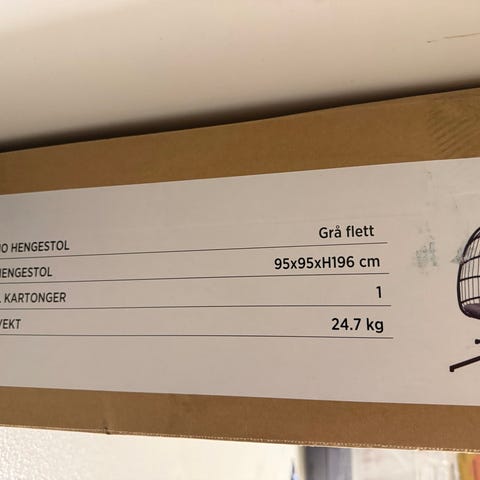 HENGESTOL Grå flett
HENGESTOL 95x95xH196 cm
KARTONGER 1
VEKT 24.7 kg